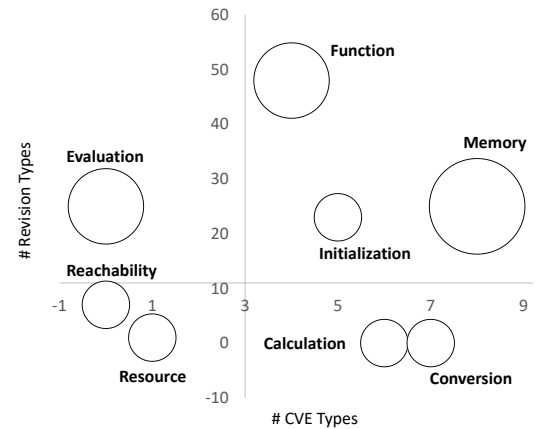 60
Function
50
Memory
40
Evaluation
30
# Revision Types
20
Initialization
Reachability
10
-1 1 3 5 7 9
0
Calculation
Resource
Conversion
-10
# CVE Types